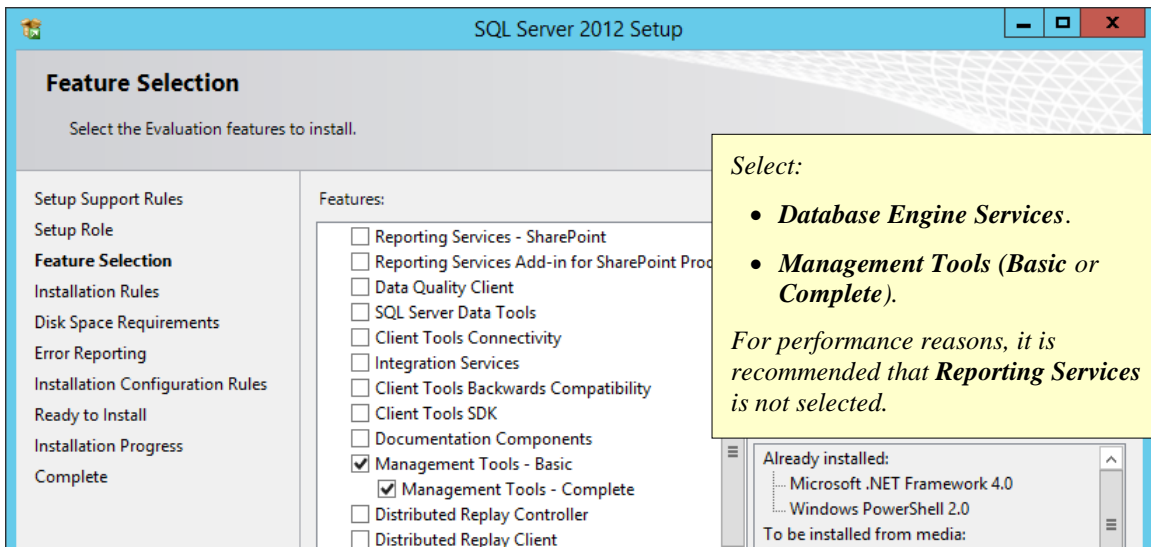 SQL Server 2012 Setup
Feature Selection
Select the Evaluation features to install.
Setup Support Rules
Setup Role
Feature Selection
Installation Rules
Disk Space Requirements
Error Reporting
Installation Configuration Rules
Ready to Install
Installation Progress
Complete
Features:
Reporting Services - SharePoint
Reporting Services Add-in for SharePoint Proc
Data Quality Client
SQL Server Data Tools
Client Tools Connectivity
Integration Services
Client Tools Backwards Compatibility
Client Tools SDK
Documentation Components
Management Tools - Basic
Management Tools - Complete
Distributed Replay Controller
Distributed Replay Client
Select:
• Database Engine Services.
• Management Tools (Basic or
Complete).
For performance reasons, it is
recommended that Reporting Services
is not selected.
Already installed:
Microsoft .NET Framework 4.0
Windows PowerShell 2.0
To be installed from media: